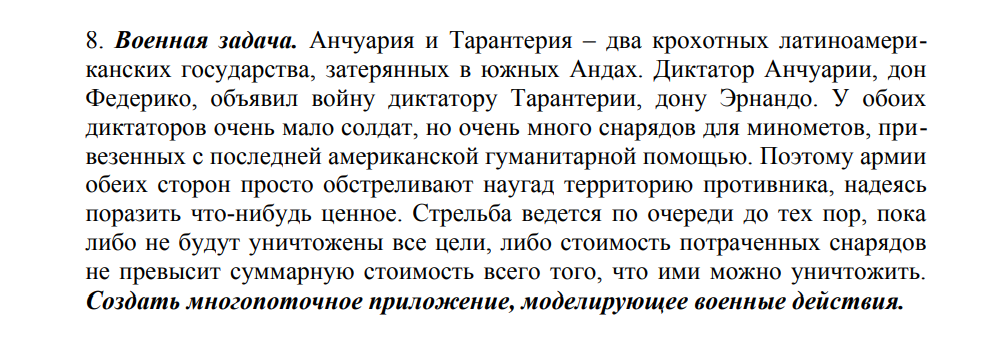 8. Военная задача. Анчуария и Тарантерия – два крохотных латиноамери-
канских государства, затерянных в южных Андах. Диктатор Анчуарии, дон
Федерико, объявил войну диктатору Тарантерии, дону Эрнандо. У обоих
диктаторов очень мало солдат, но очень много снарядов для минометов, при-
везенных с последней американской гуманитарной помощью. Поэтому армии
обеих сторон просто обстреливают наугад территорию противника, надеясь
поразить что-нибудь ценное. Стрельба ведется по очереди до тех пор, пока
либо не будут уничтожены все цели, либо стоимость потраченных снарядов
не превысит суммарную стоимость всего того, что ими можно уничтожить.
Создать многопоточное приложение, моделирующее военные действия.